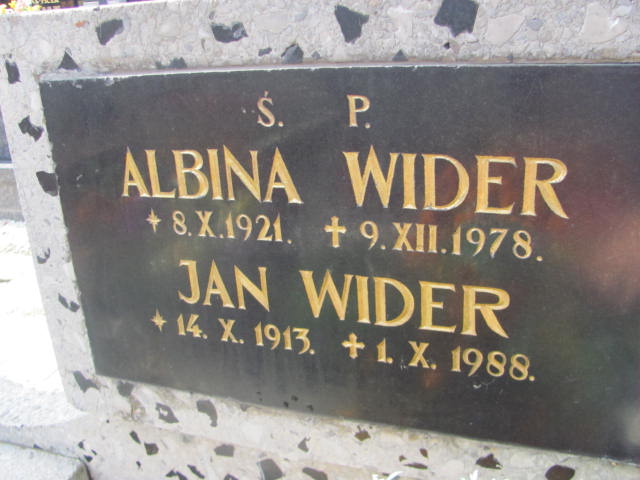 Ś. P.
ALBINA WIDER
* 8.X.1921. ✝ 9.XII.1978.
JAN WIDER
* 14.X.1913. ✝ 1.X.1988.